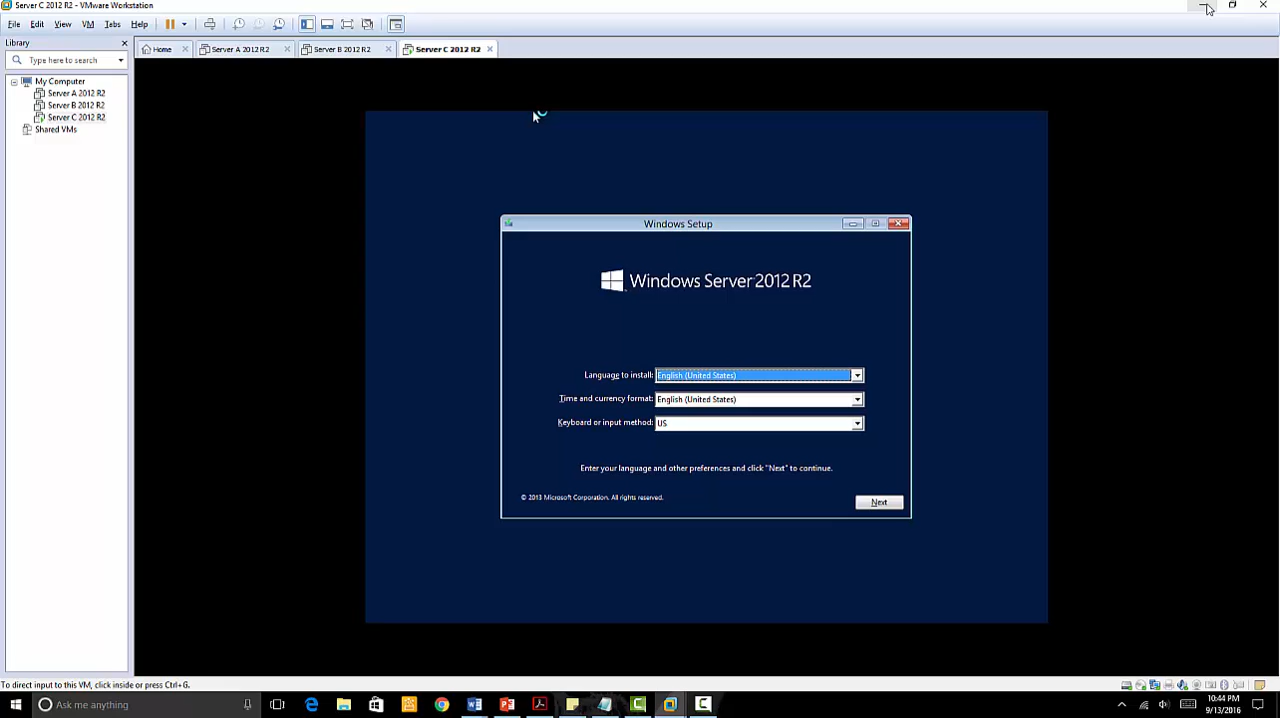 Server C 2012 R2 - VMware Workstation
File Edit View VM Tabs Help
Library
Type here to search
My Computer
Server A 2012 R2
Server B 2012 R2
Server C 2012 R2
Shared VMs
Home Server A 2012 R2 Server B 2012 R2 Server C 2012 R2
Windows Setup
Windows Server 2012 R2
Language to install: English (United States)
Time and currency format: English (United States)
Keyboard or input method: US
Enter your language and other preferences and click "Next" to continue.
© 2013 Microsoft Corporation. All rights reserved.
Next
To direct input to this VM, click inside or press Ctrl+G.
Ask me anything
10:44 PM
9/13/2016